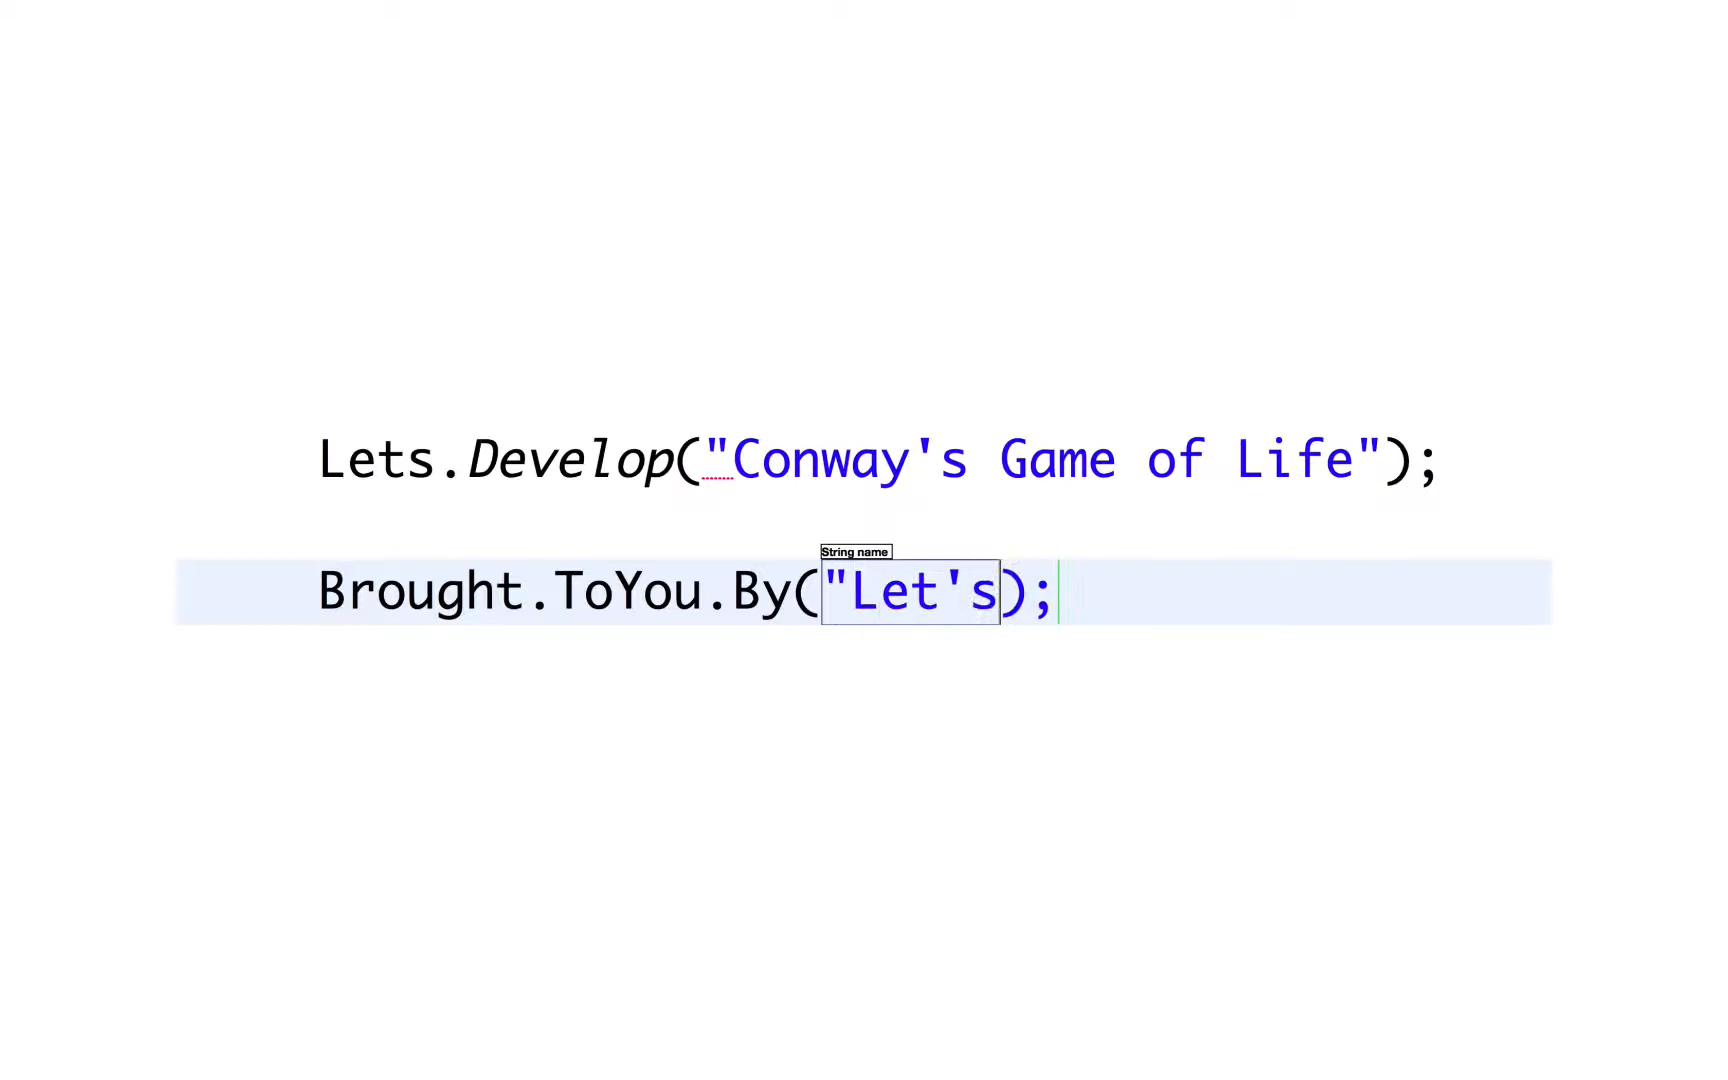 Lets.Develop("Conway's Game of Life");
String name
Brought.ToYou.By("Let's);